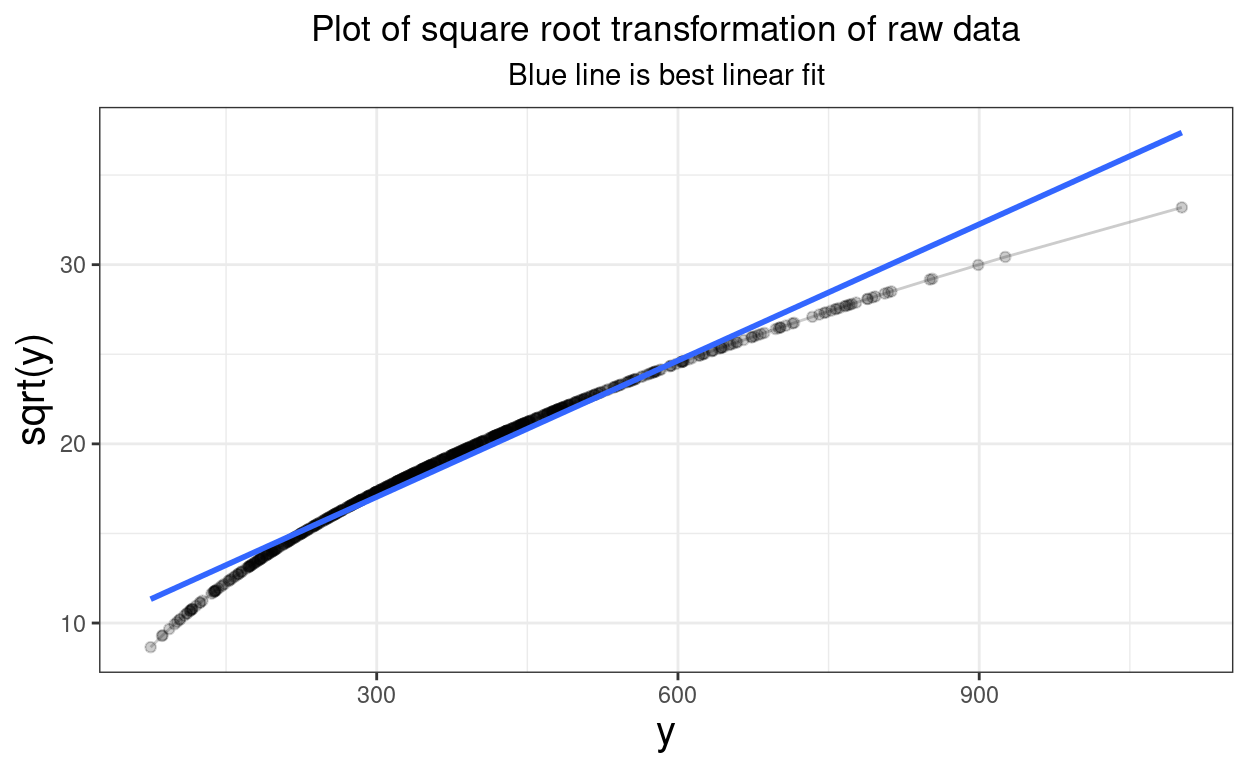 Plot of square root transformation of raw data
Blue line is best linear fit
30
20
10
sqrt(y)
300 600 900
y